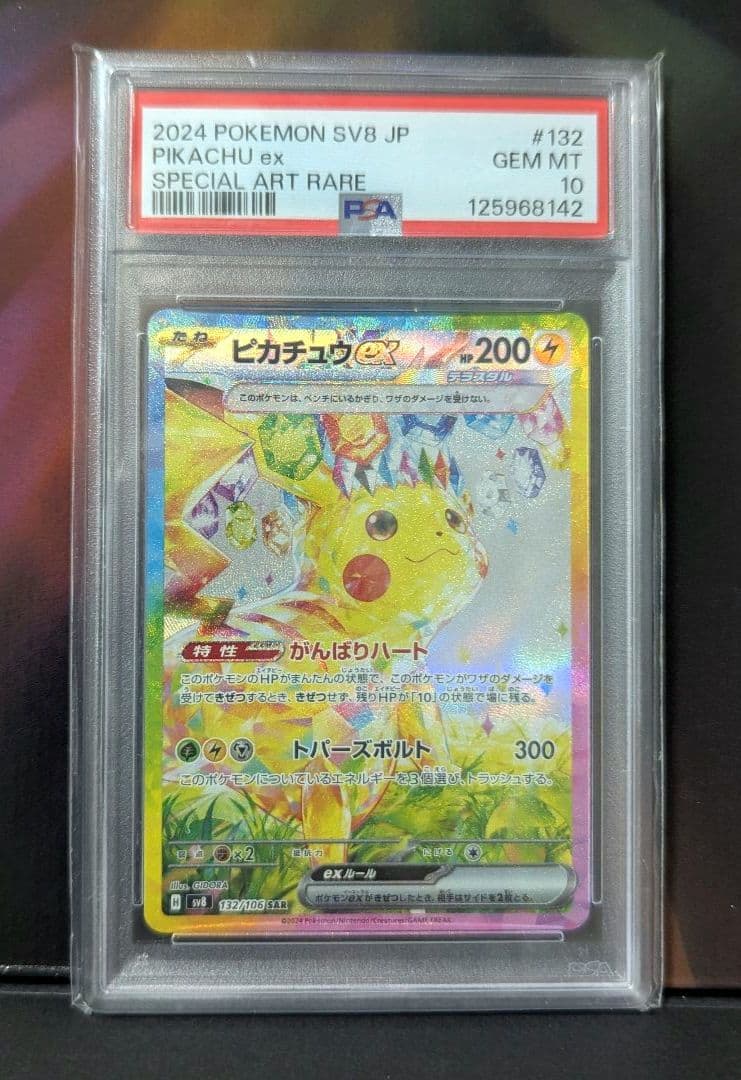 2024 POKEMON SV8 JP #132
PIKACHU ex GEM MT
SPECIAL ART RARE 10
PSA 125968142
たね ピカチュウex HP200
テラスタル
このポケモンは、ベンチにいるかぎり、ワザのダメージを受けない。
特性 がんばりハート
このポケモンのHPがまんたんの状態で、このポケモンがワザのダメージを
受けてきぜつするとき、きぜつせず、残りHPが「10」の状態で場に残る。
トパーズボルト 300
このポケモンについているエネルギーを3個選び、トラッシュする。
弱点 ×2 抵抗力 にげる
exルール
ポケモンexがきぜつしたとき、相手はサイドを2枚とる。
Illus. GIDORA
H sv8 132/106 SAR
©2024 Pokémon/Nintendo/Creatures/GAME FREAK.
PSA